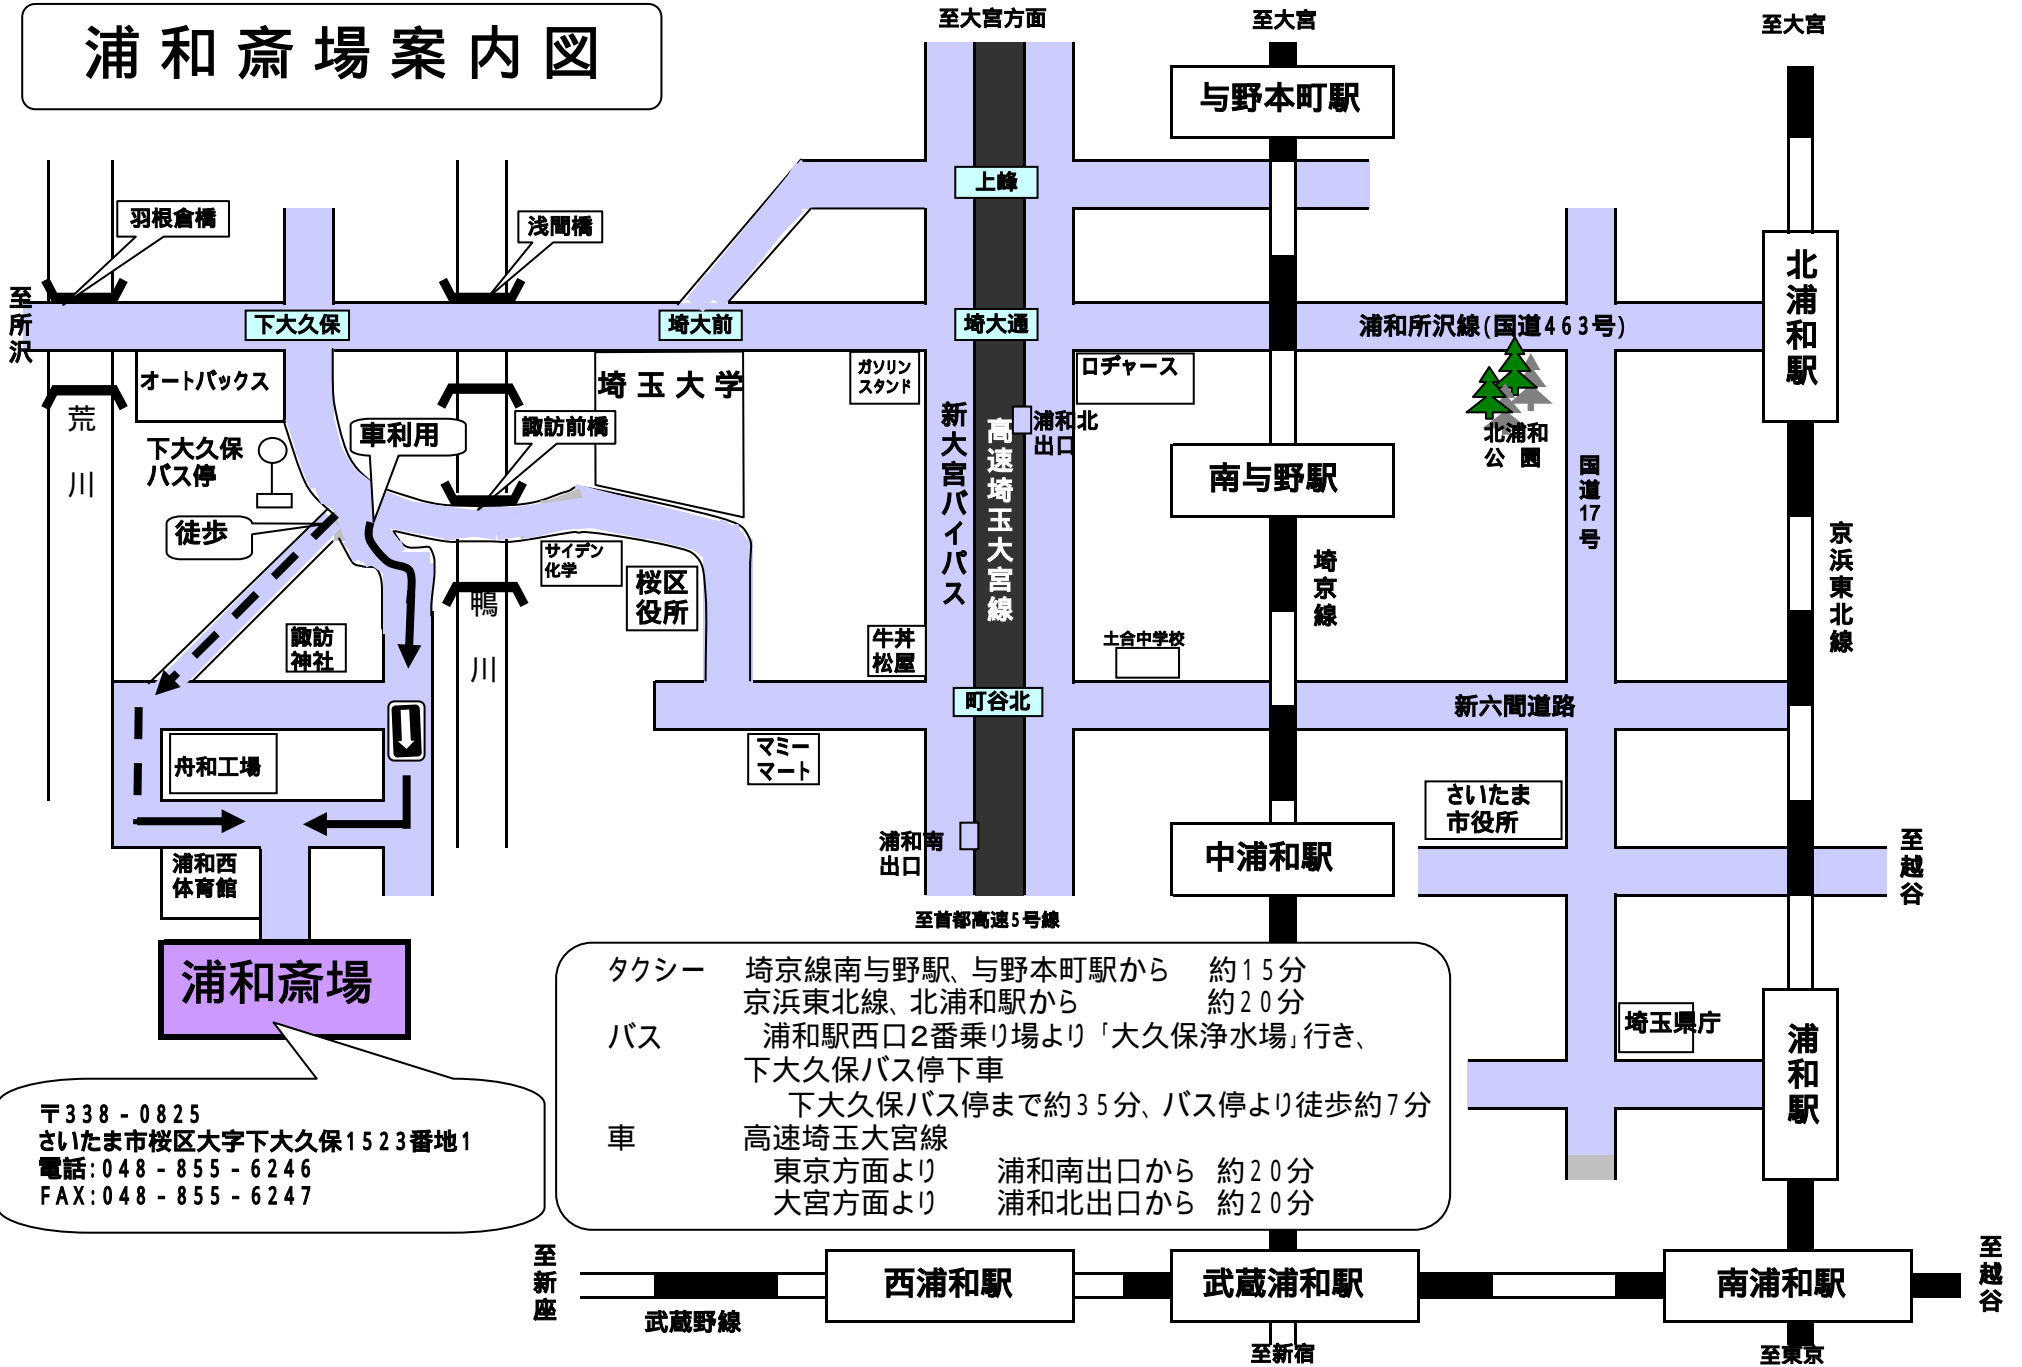 浦和斎場案内図
至大宮方面
至大宮
至大宮
与野本町駅
上峰
羽根倉橋
浅間橋
至所沢
下大久保
埼大前
埼大通
浦和所沢線(国道463号)
北浦和駅
オートバックス
埼玉大学
ガソリン
スタンド
ロヂャース
荒川
下大久保
バス停
車利用
諏訪前橋
新大宮バイパス
高速埼玉大宮線
浦和北
出口
南与野駅
北浦和
公園
国道17号
京浜東北線
徒歩
サイデン
化学
桜区
役所
埼京線
鴨川
諏訪
神社
牛丼
松屋
土合中学校
町谷北
新六間道路
舟和工場
マミー
マート
さいたま
市役所
浦和南
出口
中浦和駅
至越谷
浦和西
体育館
至首都高速5号線
浦和斎場
タクシー 埼京線南与野駅、与野本町駅から 約15分
京浜東北線、北浦和駅から 約20分
バス 浦和駅西口2番乗り場より「大久保浄水場」行き、
下大久保バス停下車
下大久保バス停まで約35分、バス停より徒歩約7分
車 高速埼玉大宮線
東京方面より 浦和南出口から 約20分
大宮方面より 浦和北出口から 約20分
埼玉県庁
浦和駅
〒338-0825
さいたま市桜区大字下大久保1523番地1
電話:048-855-6246
FAX:048-855-6247
至新座
武蔵野線
西浦和駅
武蔵浦和駅
南浦和駅
至越谷
至新宿
至東京